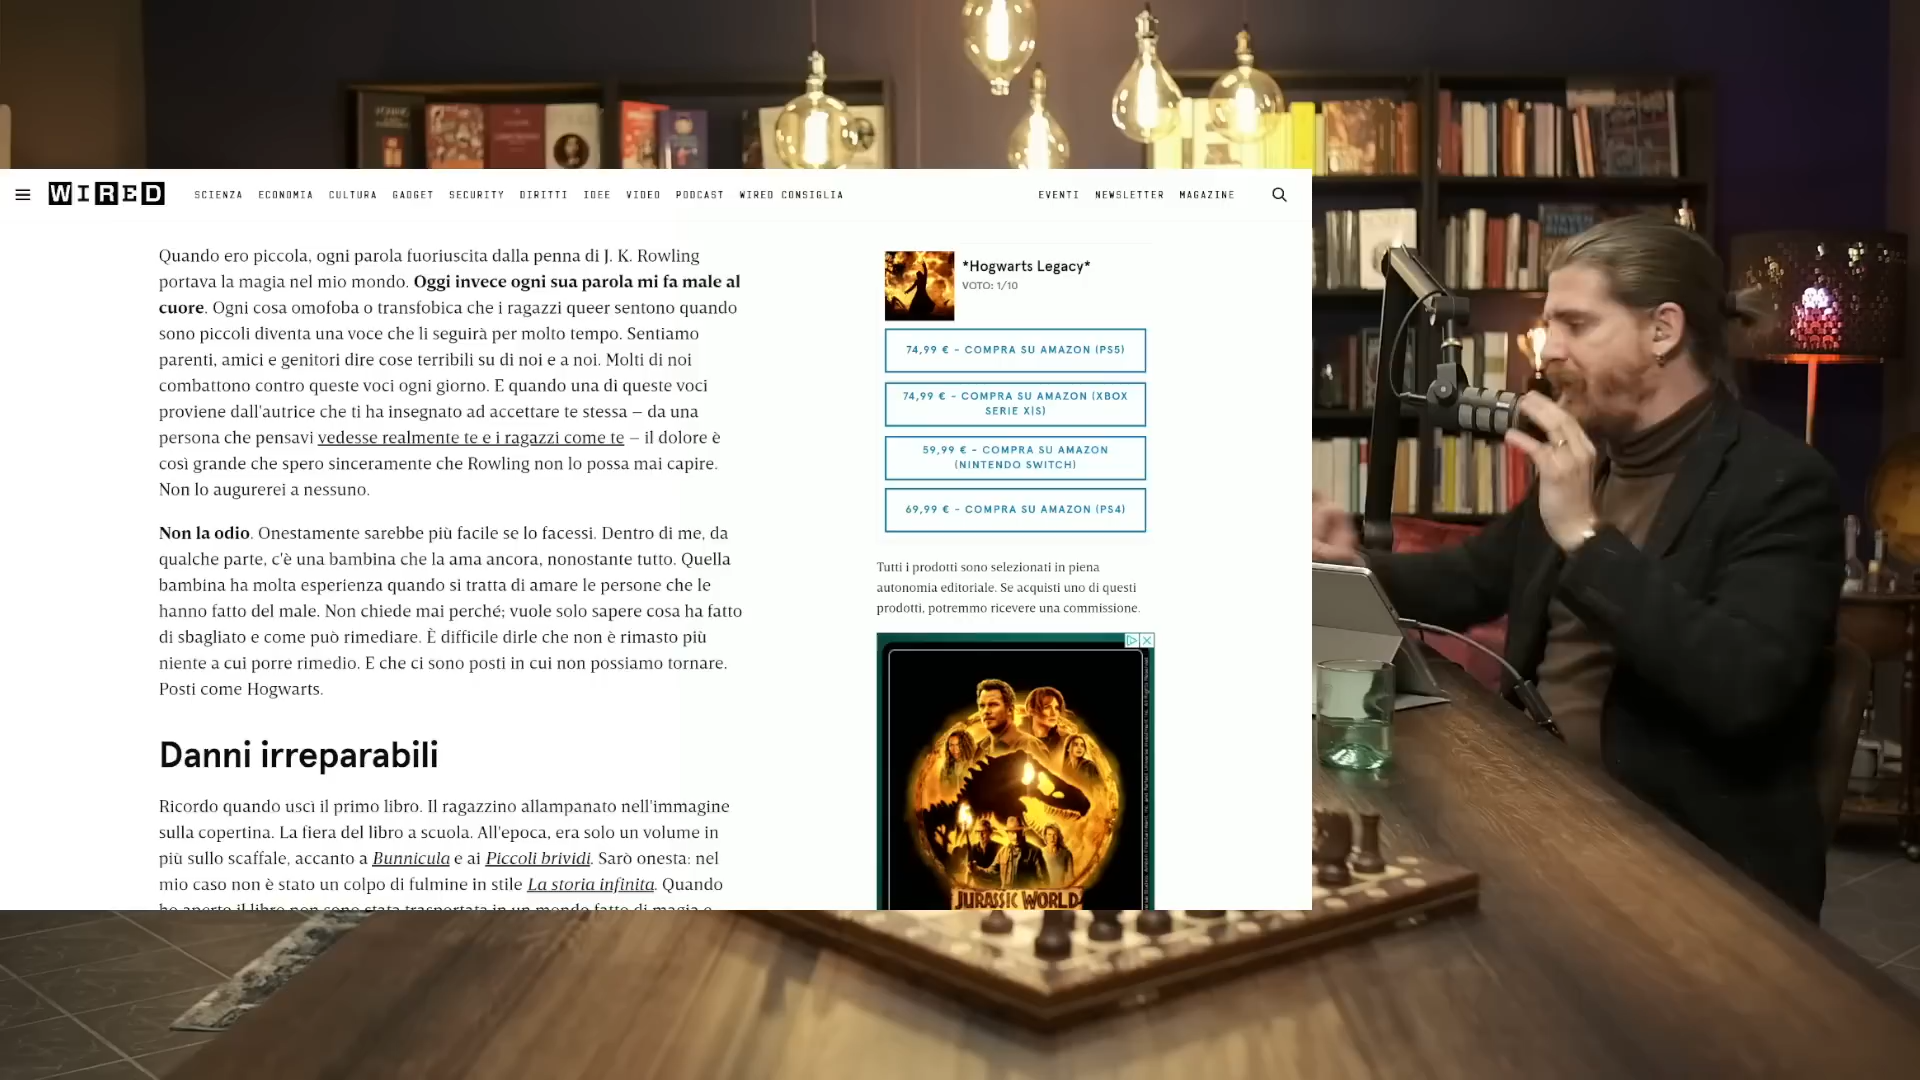 WIRED
SCIENZA ECONOMIA CULTURA GADGET SECURITY DIRITTI IDEE VIDEO PODCAST WIRED CONSIGLIA
EVENTI NEWSLETTER MAGAZINE
Quando ero piccola, ogni parola fuoriuscita dalla penna di J. K. Rowling
portava la magia nel mio mondo. Oggi invece ogni sua parola mi fa male al
cuore. Ogni cosa omofoba o transfobica che i ragazzi queer sentono quando
sono piccoli diventa una voce che li seguirà per molto tempo. Sentiamo
parenti, amici e genitori dire cose terribili su di noi e a noi. Molti di noi
combattono contro queste voci ogni giorno. E quando una di queste voci
proviene dall'autrice che ti ha insegnato ad accettare te stessa – da una
persona che pensavi vedesse realmente te e i ragazzi come te – il dolore è
così grande che spero sinceramente che Rowling non lo possa mai capire.
Non lo augurerei a nessuno.
Non la odio. Onestamente sarebbe più facile se lo facessi. Dentro di me, da
qualche parte, c'è una bambina che la ama ancora, nonostante tutto. Quella
bambina ha molta esperienza quando si tratta di amare le persone che le
hanno fatto del male. Non chiede mai perché; vuole solo sapere cosa ha fatto
di sbagliato e come può rimediare. È difficile dirle che non è rimasto più
niente a cui porre rimedio. E che ci sono posti in cui non possiamo tornare.
Posti come Hogwarts.
Danni irreparabili
Ricordo quando uscì il primo libro. Il ragazzino allampanato nell'immagine
sulla copertina. La fiera del libro a scuola. All'epoca, era solo un volume in
più sullo scaffale, accanto a Bunnicula e ai Piccoli brividi. Sarò onesta: nel
mio caso non è stato un colpo di fulmine in stile La storia infinita. Quando
*Hogwarts Legacy*
VOTO: 1/10
74,99 € - COMPRA SU AMAZON (PS5)
74,99 € - COMPRA SU AMAZON (XBOX
SERIE X|S)
59,99 € - COMPRA SU AMAZON
(NINTENDO SWITCH)
69,99 € - COMPRA SU AMAZON (PS4)
Tutti i prodotti sono selezionati in piena
autonomia editoriale. Se acquisti uno di questi
prodotti, potremmo ricevere una commissione.
JURASSIC WORLD